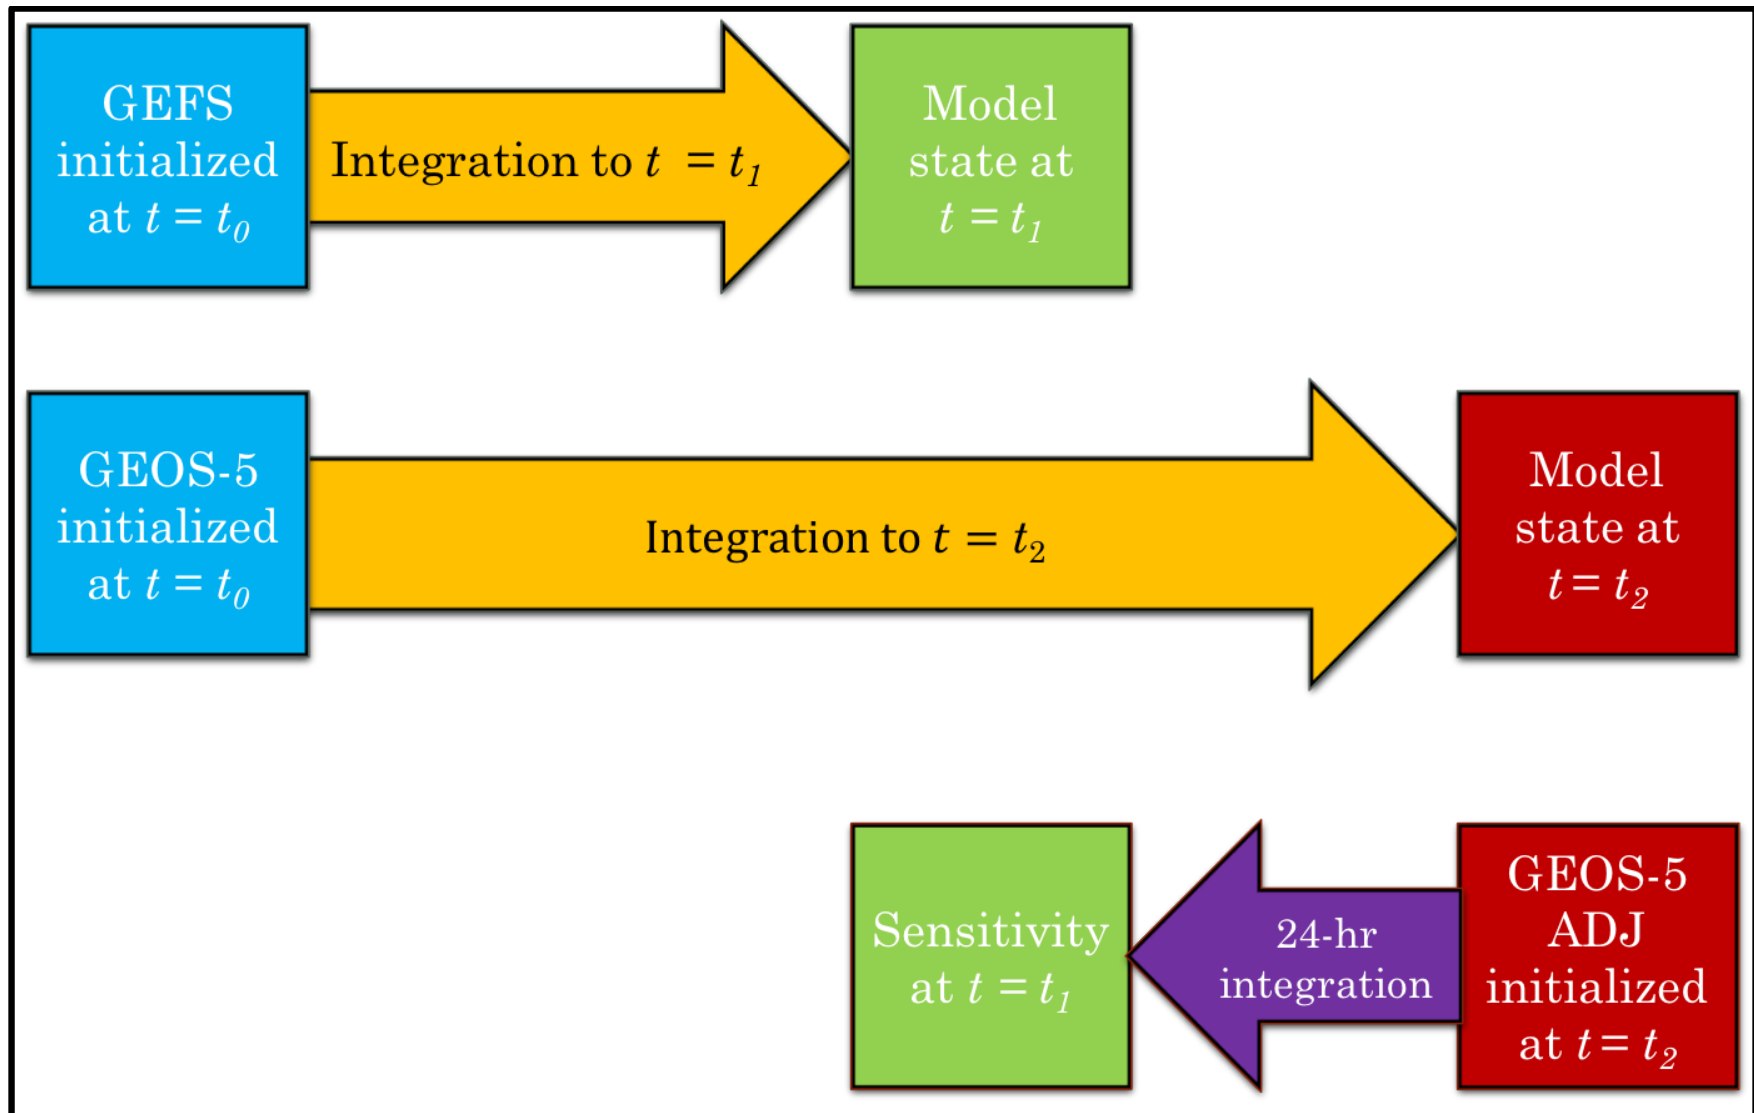 GEFS
initialized
at t = t₀
Integration to t = t₁
Model
state at
t = t₁
GEOS-5
initialized
at t = t₀
Integration to t = t₂
Model
state at
t = t₂
Sensitivity
at t = t₁
24-hr
integration
GEOS-5
ADJ
initialized
at t = t₂